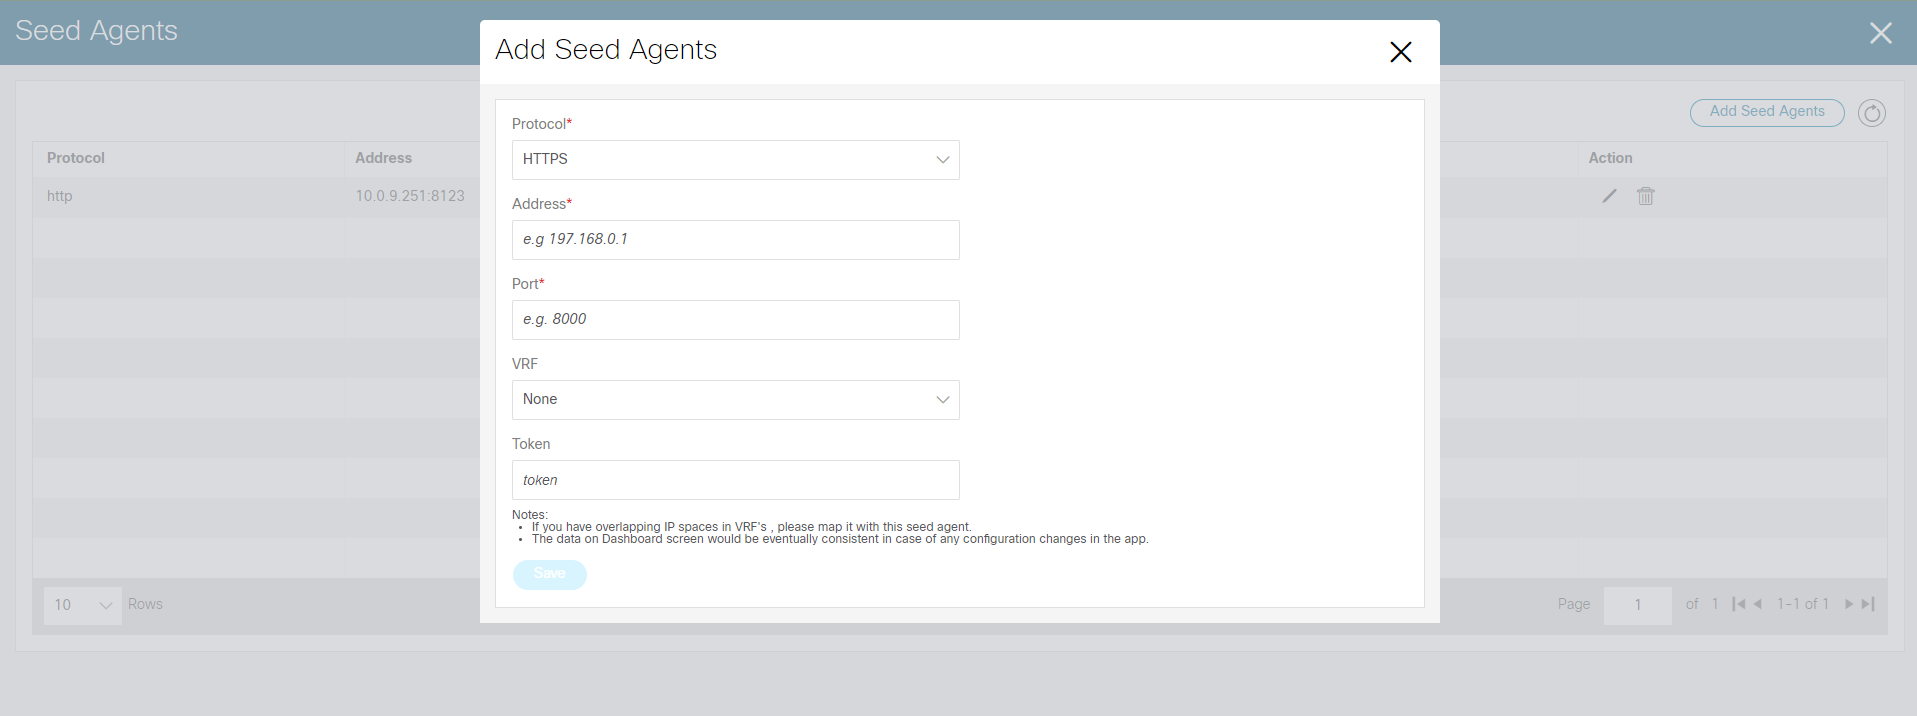 Seed Agents
Add Seed Agents
Add Seed Agents
Protocol
Address
Action
http
10.0.9.251:8123
Protocol*
HTTPS
Address*
e.g 197.168.0.1
Port*
e.g. 8000
VRF
None
Token
token
Notes:
• If you have overlapping IP spaces in VRF's , please map it with this seed agent.
• The data on Dashboard screen would be eventually consistent in case of any configuration changes in the app.
Save
10 Rows
Page 1 of 1 1-1 of 1